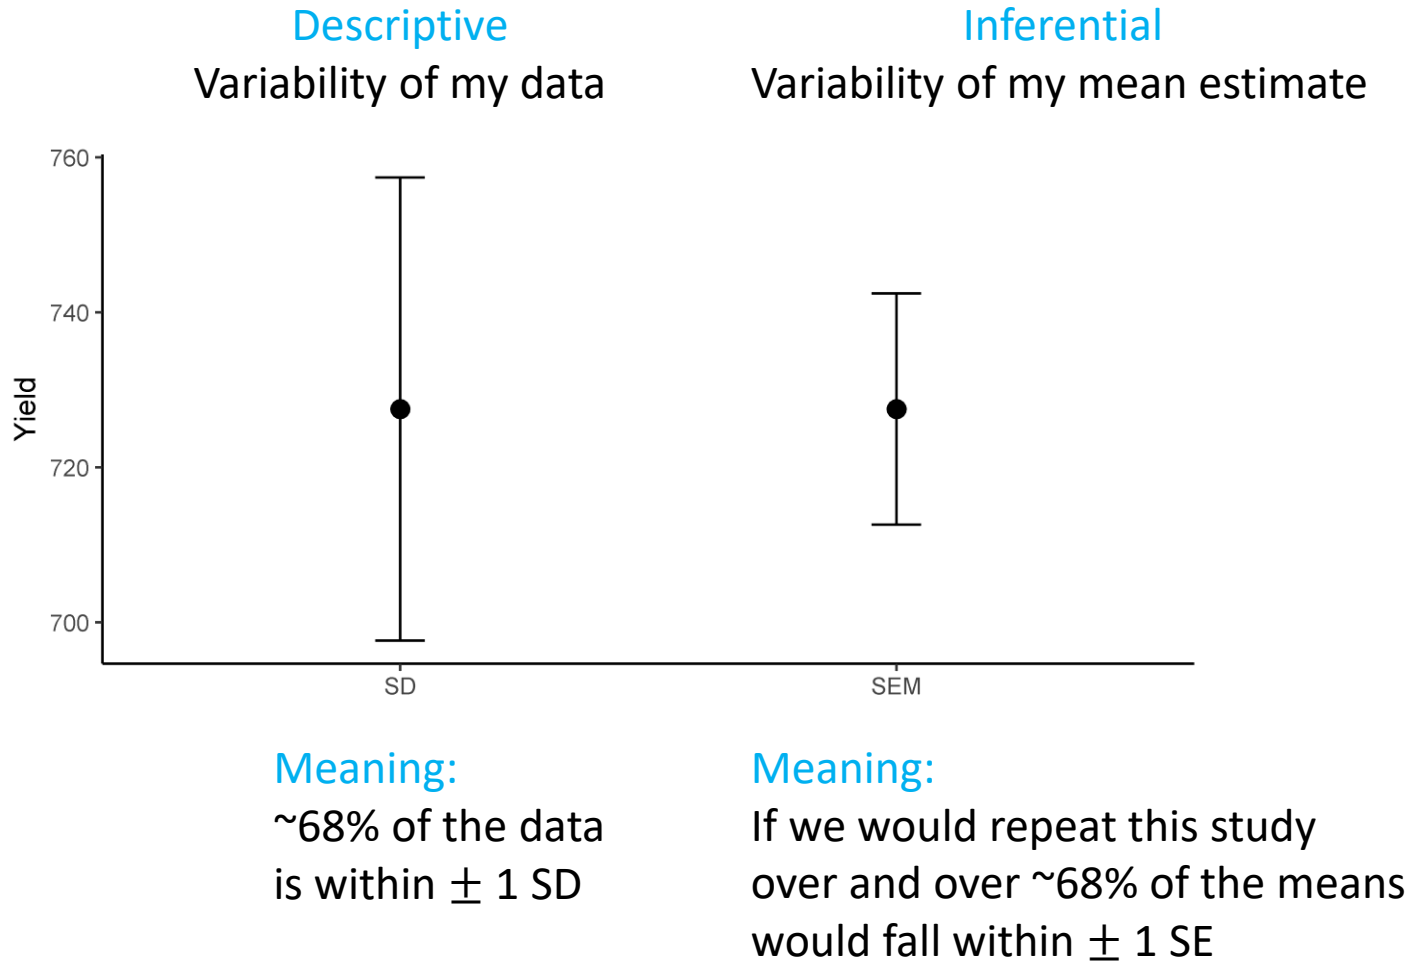 Descriptive
Variability of my data
Inferential
Variability of my mean estimate
760
740
720
700
Yield
SD
SEM
Meaning:
~68% of the data
is within ± 1 SD
Meaning:
If we would repeat this study
over and over ~68% of the means
would fall within ± 1 SE